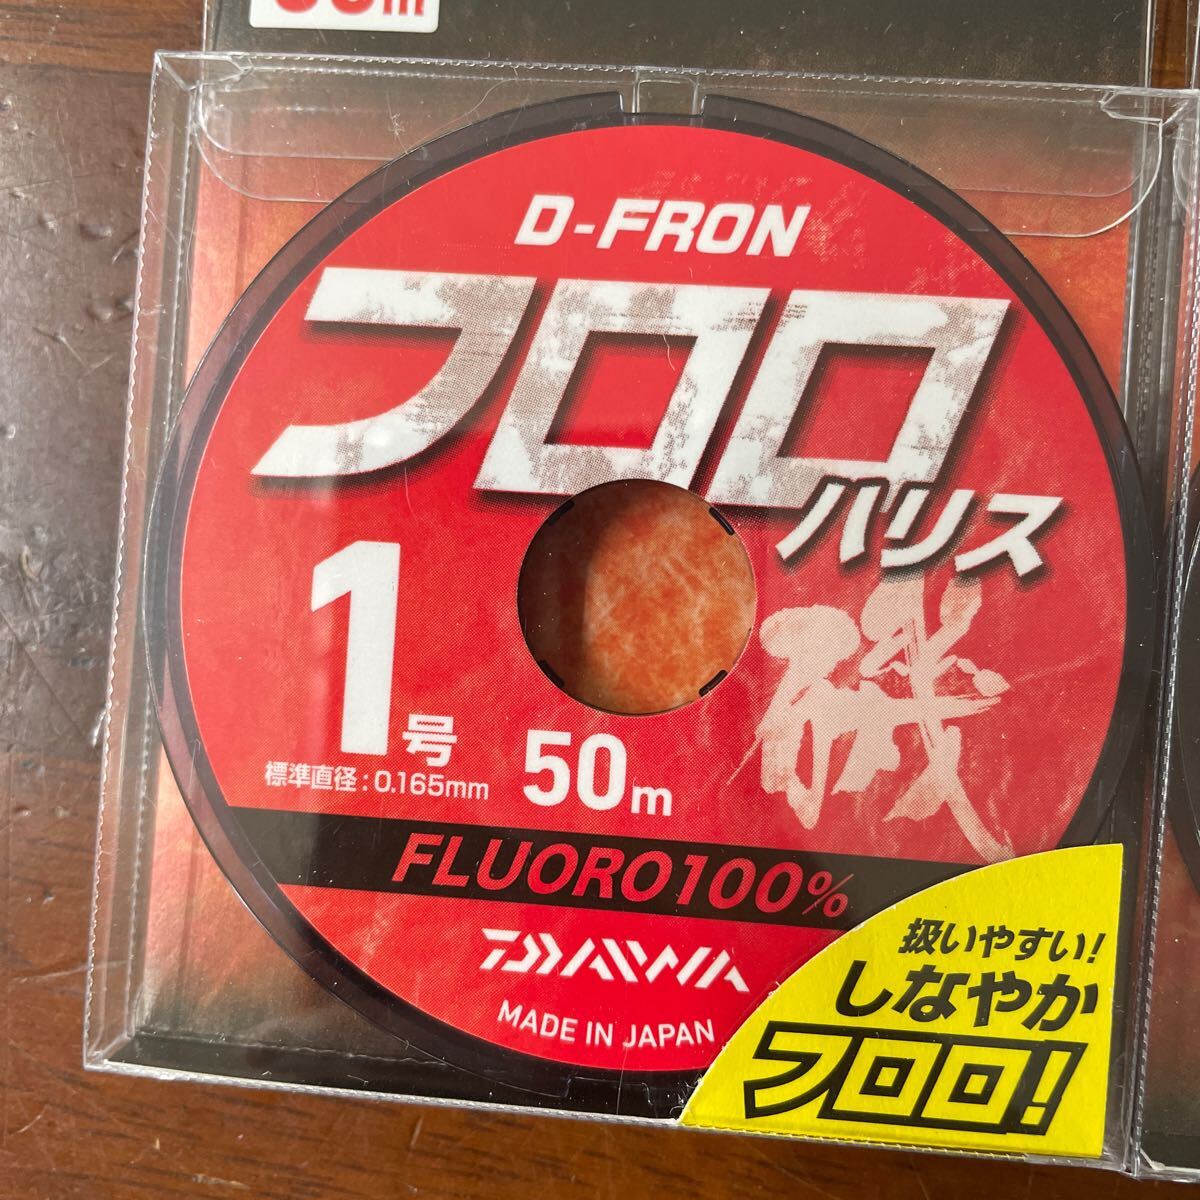 D-FRON
フロロ
ハリス
磯
1号
標準直径:0.165mm
50m
FLUORO100%
DAIWA
MADE IN JAPAN
扱いやすい!
しなやか
フロロ!